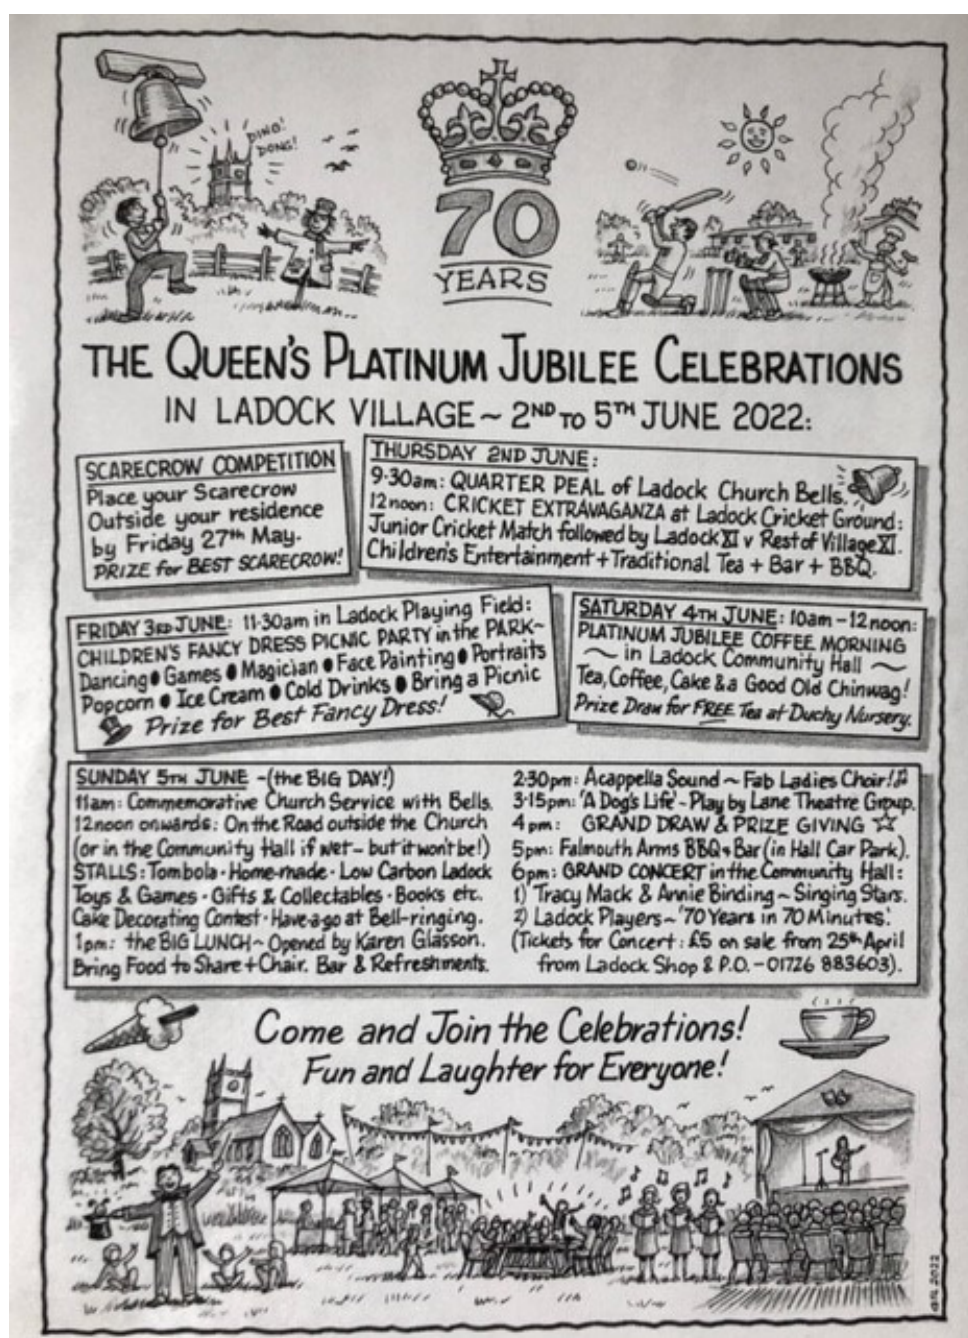 DING!
DONG!
70
YEARS
THE QUEEN'S PLATINUM JUBILEE CELEBRATIONS
IN LADOCK VILLAGE ~ 2ND TO 5TH JUNE 2022:
SCARECROW COMPETITION
Place your Scarecrow
Outside your residence
by Friday 27th May.
PRIZE for BEST SCARECROW!
THURSDAY 2ND JUNE:
9·30am: QUARTER PEAL of Ladock Church Bells.
12noon: CRICKET EXTRAVAGANZA at Ladock Cricket Ground:
Junior Cricket Match followed by Ladock XI v Rest of Village XI.
Children's Entertainment + Traditional Tea + Bar + BBQ.
FRIDAY 3RD JUNE: 11·30am in Ladock Playing Field:
CHILDREN'S FANCY DRESS PICNIC PARTY in the PARK~
Dancing • Games • Magician • Face Painting • Portraits
Popcorn • Ice Cream • Cold Drinks • Bring a Picnic
Prize for Best Fancy Dress!
SATURDAY 4TH JUNE: 10am – 12noon:
PLATINUM JUBILEE COFFEE MORNING
~ in Ladock Community Hall ~
Tea, Coffee, Cake & a Good Old Chinwag!
Prize Draw for FREE Tea at Duchy Nursery.
SUNDAY 5TH JUNE - (the BIG DAY!)
11am: Commemorative Church Service with Bells.
12noon onwards: On the Road outside the Church
(or in the Community Hall if wet – but it won't be!)
STALLS: Tombola · Home-made · Low Carbon Ladock
Toys & Games · Gifts & Collectables · Books etc.
Cake Decorating Contest · Have-a-go at Bell-ringing.
1pm: the BIG LUNCH ~ Opened by Karen Glasson.
Bring Food to Share + Chair. Bar & Refreshments.
2·30pm: Acappella Sound ~ Fab Ladies Choir! ♫
3·15pm: 'A Dog's Life' ~ Play by Lane Theatre Group.
4pm: GRAND DRAW & PRIZE GIVING ☆
5pm: Falmouth Arms BBQ + Bar (in Hall Car Park).
6pm: GRAND CONCERT in the Community Hall:
1) Tracy Mack & Annie Binding ~ Singing Stars.
2) Ladock Players ~ '70 Years in 70 Minutes.'
(Tickets for Concert: £5 on sale from 25th April
from Ladock Shop & P.O. – 01726 883603).
Come and Join the Celebrations!
Fun and Laughter for Everyone!
2022